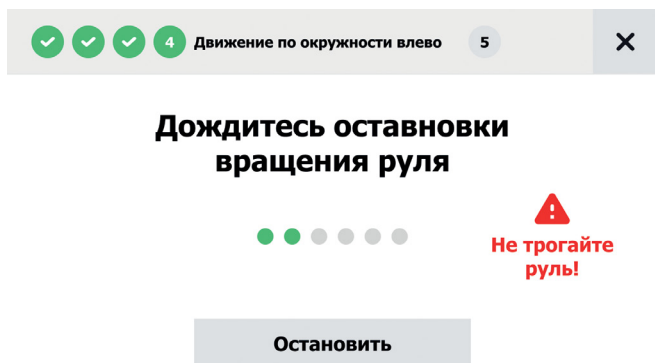 4 Движение по окружности влево 5
Дождитесь оставновки
вращения руля
Не трогайте
руль!
Остановить